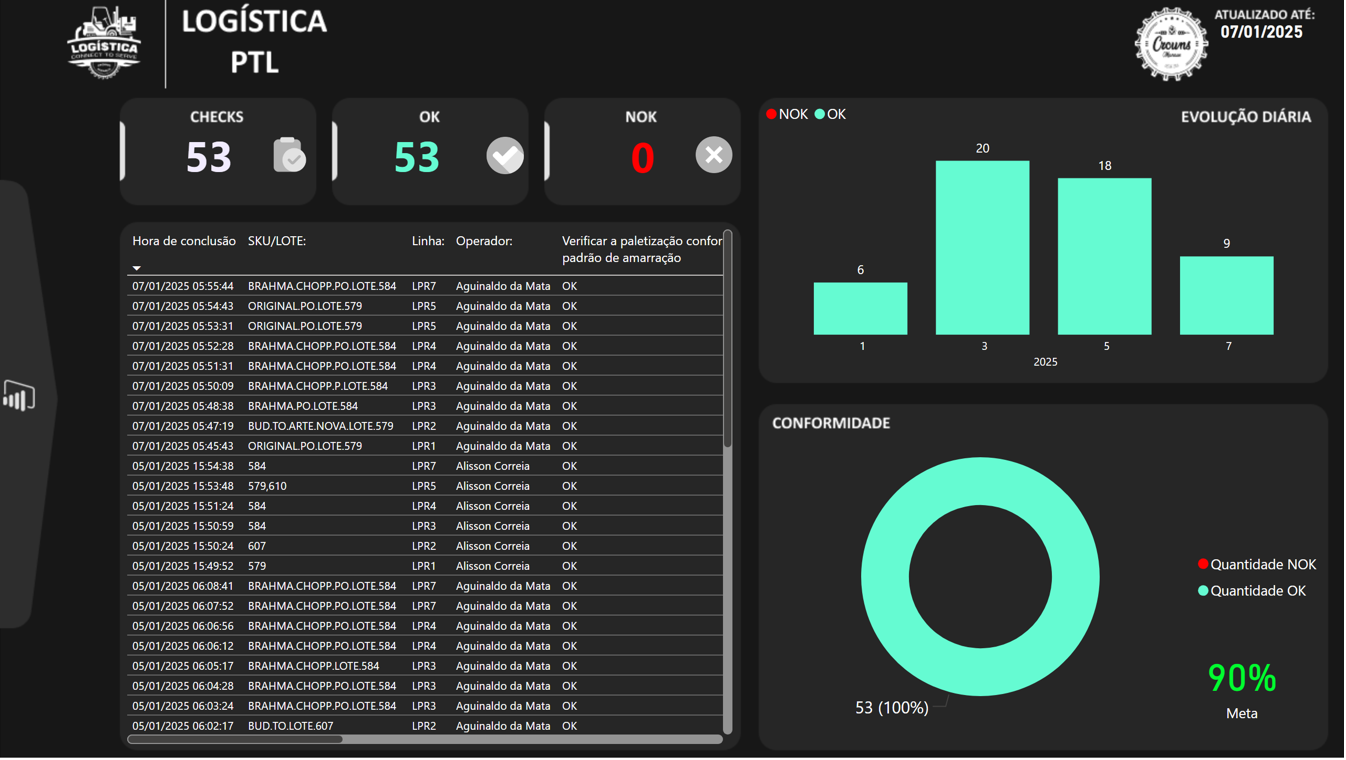 LOGÍSTICA
CONNECT TO SERVE
LOGÍSTICA
PTL
Crowns
ATUALIZADO ATÉ:
07/01/2025
CHECKS
53
OK
53
NOK
0
Hora de conclusão SKU/LOTE: Linha: Operador: Verificar a paletização confor
padrão de amarração
07/01/2025 05:55:44 BRAHMA.CHOPP.PO.LOTE.584 LPR7 Aguinaldo da Mata OK
07/01/2025 05:54:43 ORIGINAL.PO.LOTE.579 LPR5 Aguinaldo da Mata OK
07/01/2025 05:53:31 ORIGINAL.PO.LOTE.579 LPR5 Aguinaldo da Mata OK
07/01/2025 05:52:28 BRAHMA.CHOPP.PO.LOTE.584 LPR4 Aguinaldo da Mata OK
07/01/2025 05:51:31 BRAHMA.CHOPP.PO.LOTE.584 LPR4 Aguinaldo da Mata OK
07/01/2025 05:50:09 BRAHMA.CHOPP.P.LOTE.584 LPR3 Aguinaldo da Mata OK
07/01/2025 05:48:38 BRAHMA.PO.LOTE.584 LPR3 Aguinaldo da Mata OK
07/01/2025 05:47:19 BUD.TO.ARTE.NOVA.LOTE.579 LPR2 Aguinaldo da Mata OK
07/01/2025 05:45:43 ORIGINAL.PO.LOTE.579 LPR1 Aguinaldo da Mata OK
05/01/2025 15:54:38 584 LPR7 Alisson Correia OK
05/01/2025 15:53:48 579,610 LPR5 Alisson Correia OK
05/01/2025 15:51:24 584 LPR4 Alisson Correia OK
05/01/2025 15:50:59 584 LPR3 Alisson Correia OK
05/01/2025 15:50:24 607 LPR2 Alisson Correia OK
05/01/2025 15:49:52 579 LPR1 Alisson Correia OK
05/01/2025 06:08:41 BRAHMA.CHOPP.PO.LOTE.584 LPR7 Aguinaldo da Mata OK
05/01/2025 06:07:52 BRAHMA.CHOPP.PO.LOTE.584 LPR7 Aguinaldo da Mata OK
05/01/2025 06:06:56 BRAHMA.CHOPP.PO.LOTE.584 LPR4 Aguinaldo da Mata OK
05/01/2025 06:06:12 BRAHMA.CHOPP.PO.LOTE.584 LPR4 Aguinaldo da Mata OK
05/01/2025 06:05:17 BRAHMA.CHOPP.LOTE.584 LPR3 Aguinaldo da Mata OK
05/01/2025 06:04:28 BRAHMA.CHOPP.PO.LOTE.584 LPR3 Aguinaldo da Mata OK
05/01/2025 06:03:24 BRAHMA.CHOPP.PO.LOTE.584 LPR3 Aguinaldo da Mata OK
05/01/2025 06:02:17 BUD.TO.LOTE.607 LPR2 Aguinaldo da Mata OK
NOK OK
EVOLUÇÃO DIÁRIA
6 20 18 9
1 3 5 7
2025
CONFORMIDADE
53 (100%)
Quantidade NOK
Quantidade OK
90%
Meta